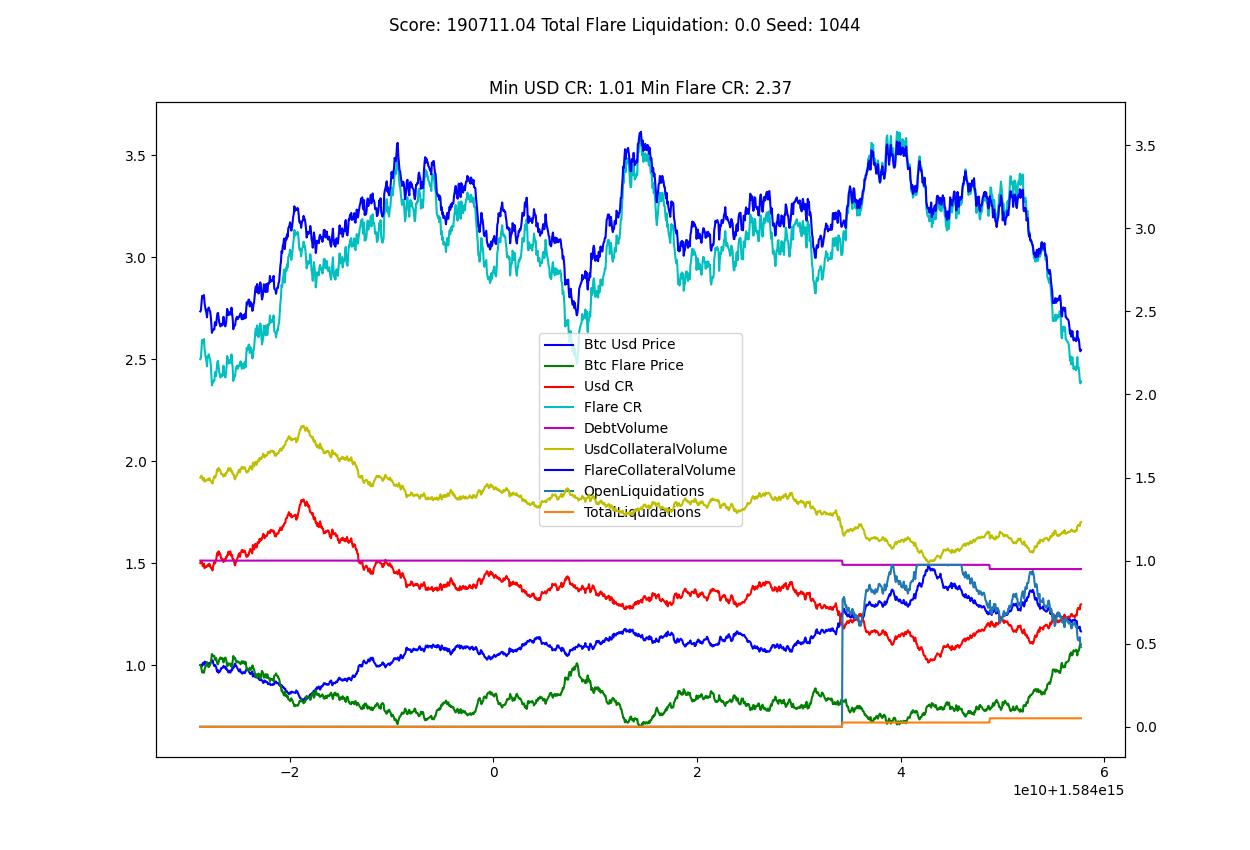 Score: 190711.04 Total Flare Liquidation: 0.0 Seed: 1044
Min USD CR: 1.01 Min Flare CR: 2.37
3.5
3.0
2.5
2.0
1.5
1.0
3.5
3.0
2.5
2.0
1.5
1.0
0.5
0.0
Btc Usd Price
Btc Flare Price
Usd CR
Flare CR
DebtVolume
UsdCollateralVolume
FlareCollateralVolume
OpenLiquidations
TotalLiquidations
−2
0
2
4
6
1e10+1.584e15